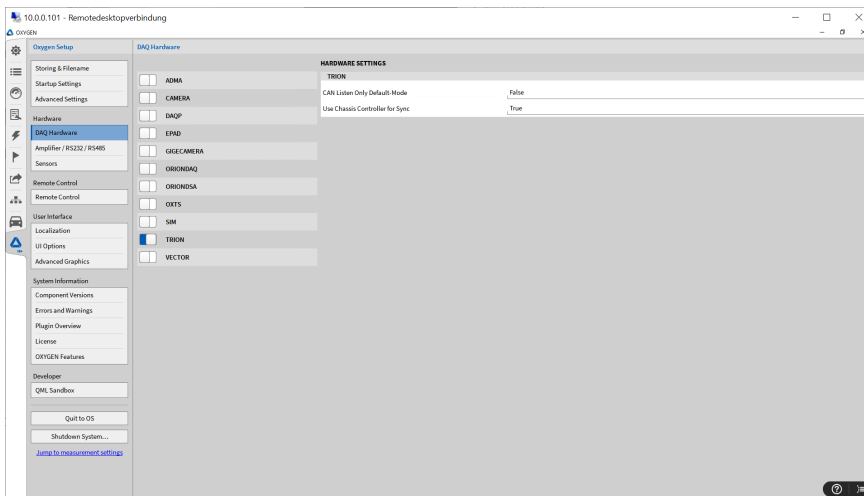 10.0.0.101 - Remotedesktopverbindung
OXYGEN
Oxygen Setup
Storing & Filename
Startup Settings
Advanced Settings
Hardware
DAQ Hardware
Amplifier / RS232 / RS485
Sensors
Remote Control
Remote Control
User Interface
Localization
UI Options
Advanced Graphics
System Information
Component Versions
Errors and Warnings
Plugin Overview
License
OXYGEN Features
Developer
QML Sandbox
Quit to OS
Shutdown System...
Jump to measurement settings
DAQ Hardware
ADMA
CAMERA
DAQP
EPAD
GIGECAMERA
ORIONDAQ
ORIONDSA
OXTS
SIM
TRION
VECTOR
HARDWARE SETTINGS
TRION
CAN Listen Only Default-Mode False
Use Chassis Controller for Sync True